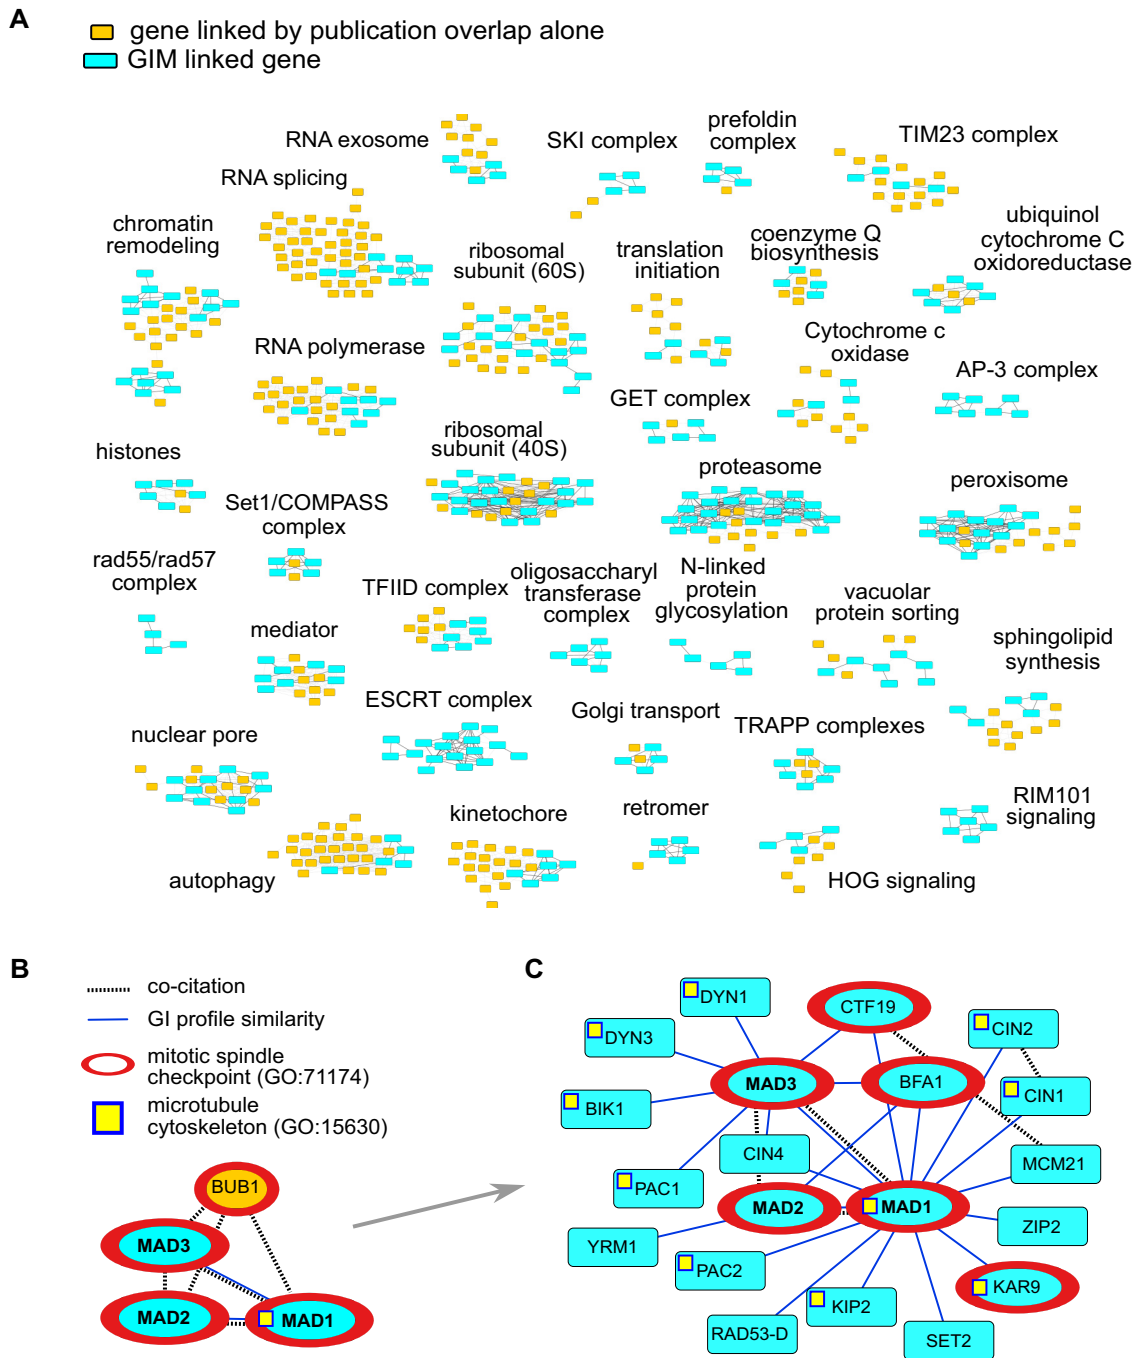 A
gene linked by publication overlap alone
GIM linked gene
RNA exosome
SKI complex
prefoldin
complex
TIM23 complex
RNA splicing
chromatin
remodeling
ribosomal
subunit (60S)
translation
initiation
coenzyme Q
biosynthesis
ubiquinol
cytochrome C
oxidoreductase
RNA polymerase
Cytochrome c
oxidase
AP-3 complex
GET complex
histones
ribosomal
subunit (40S)
proteasome
peroxisome
Set1/COMPASS
complex
rad55/rad57
complex
TFIID complex
oligosaccharyl
transferase
complex
N-linked
protein
glycosylation
vacuolar
protein sorting
mediator
sphingolipid
synthesis
ESCRT complex
Golgi transport
TRAPP complexes
nuclear pore
kinetochore
retromer
RIM101
signaling
autophagy
HOG signaling
B
co-citation
GI profile similarity
mitotic spindle
checkpoint (GO:71174)
microtubule
cytoskeleton (GO:15630)
BUB1
MAD3
MAD2
MAD1
C
DYN1
CTF19
DYN3
CIN2
MAD3
BFA1
BIK1
CIN1
CIN4
MCM21
PAC1
MAD2
MAD1
ZIP2
YRM1
PAC2
KAR9
KIP2
RAD53-D
SET2